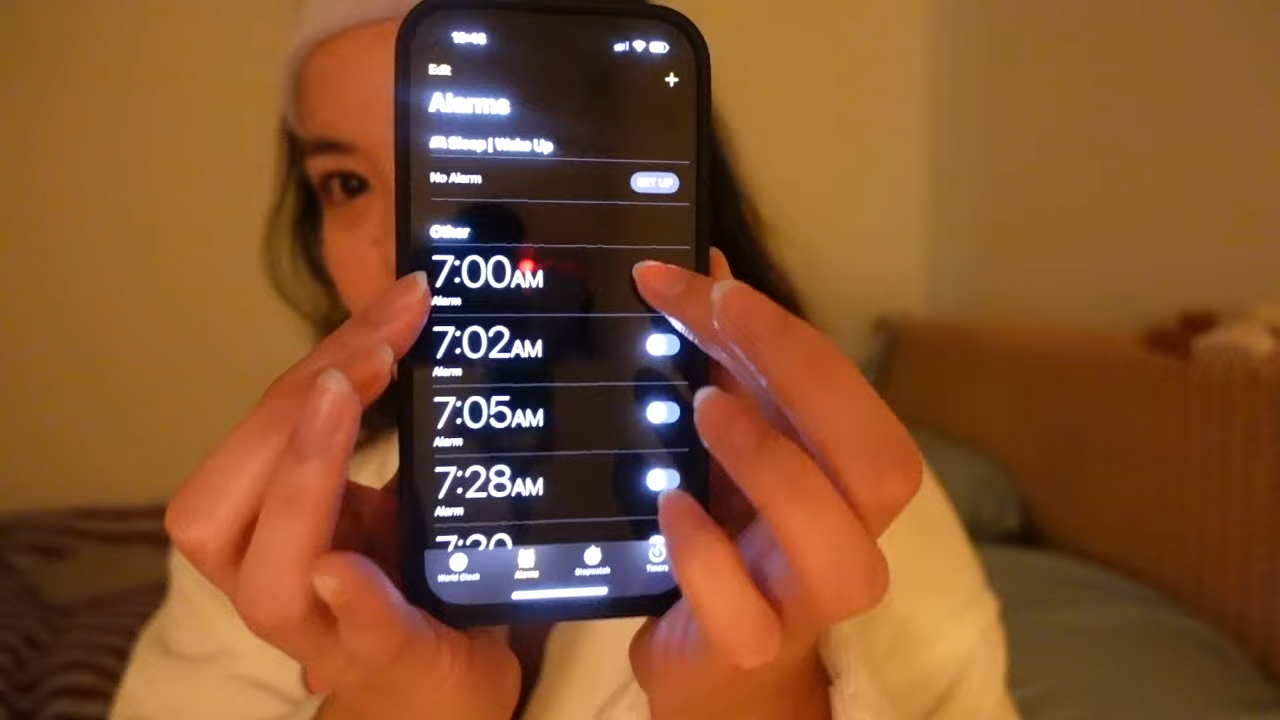 Edit
+
Alarms
Sleep | Wake Up
No Alarm
SET UP
Other
7:00AM
Alarm
7:02AM
Alarm
7:05AM
Alarm
7:28AM
Alarm
World Clock
Alarms
Stopwatch
Timers